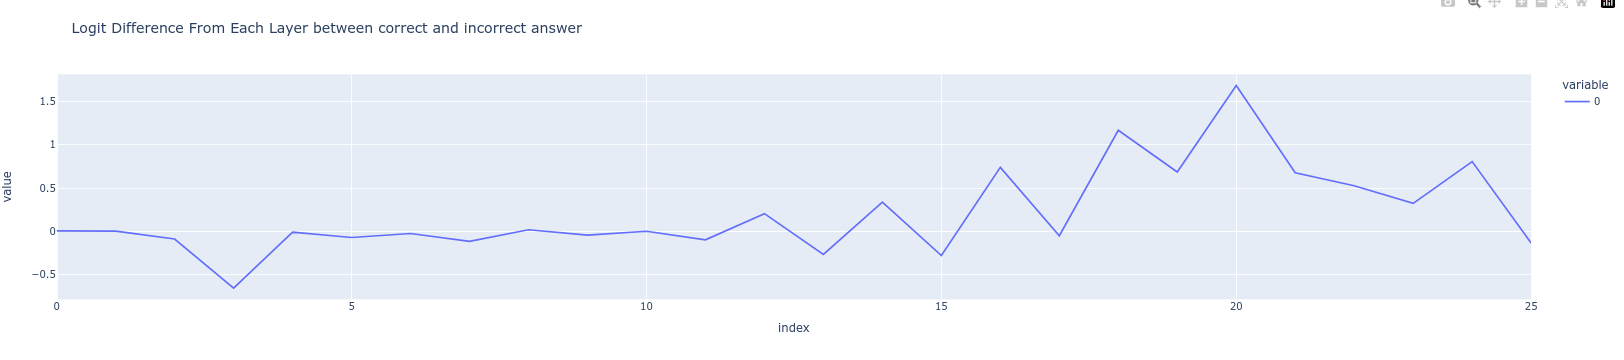 Logit Difference From Each Layer between correct and incorrect answer
variable
0
1.5
1
0.5
0
−0.5
value
0 5 10 15 20 25
index